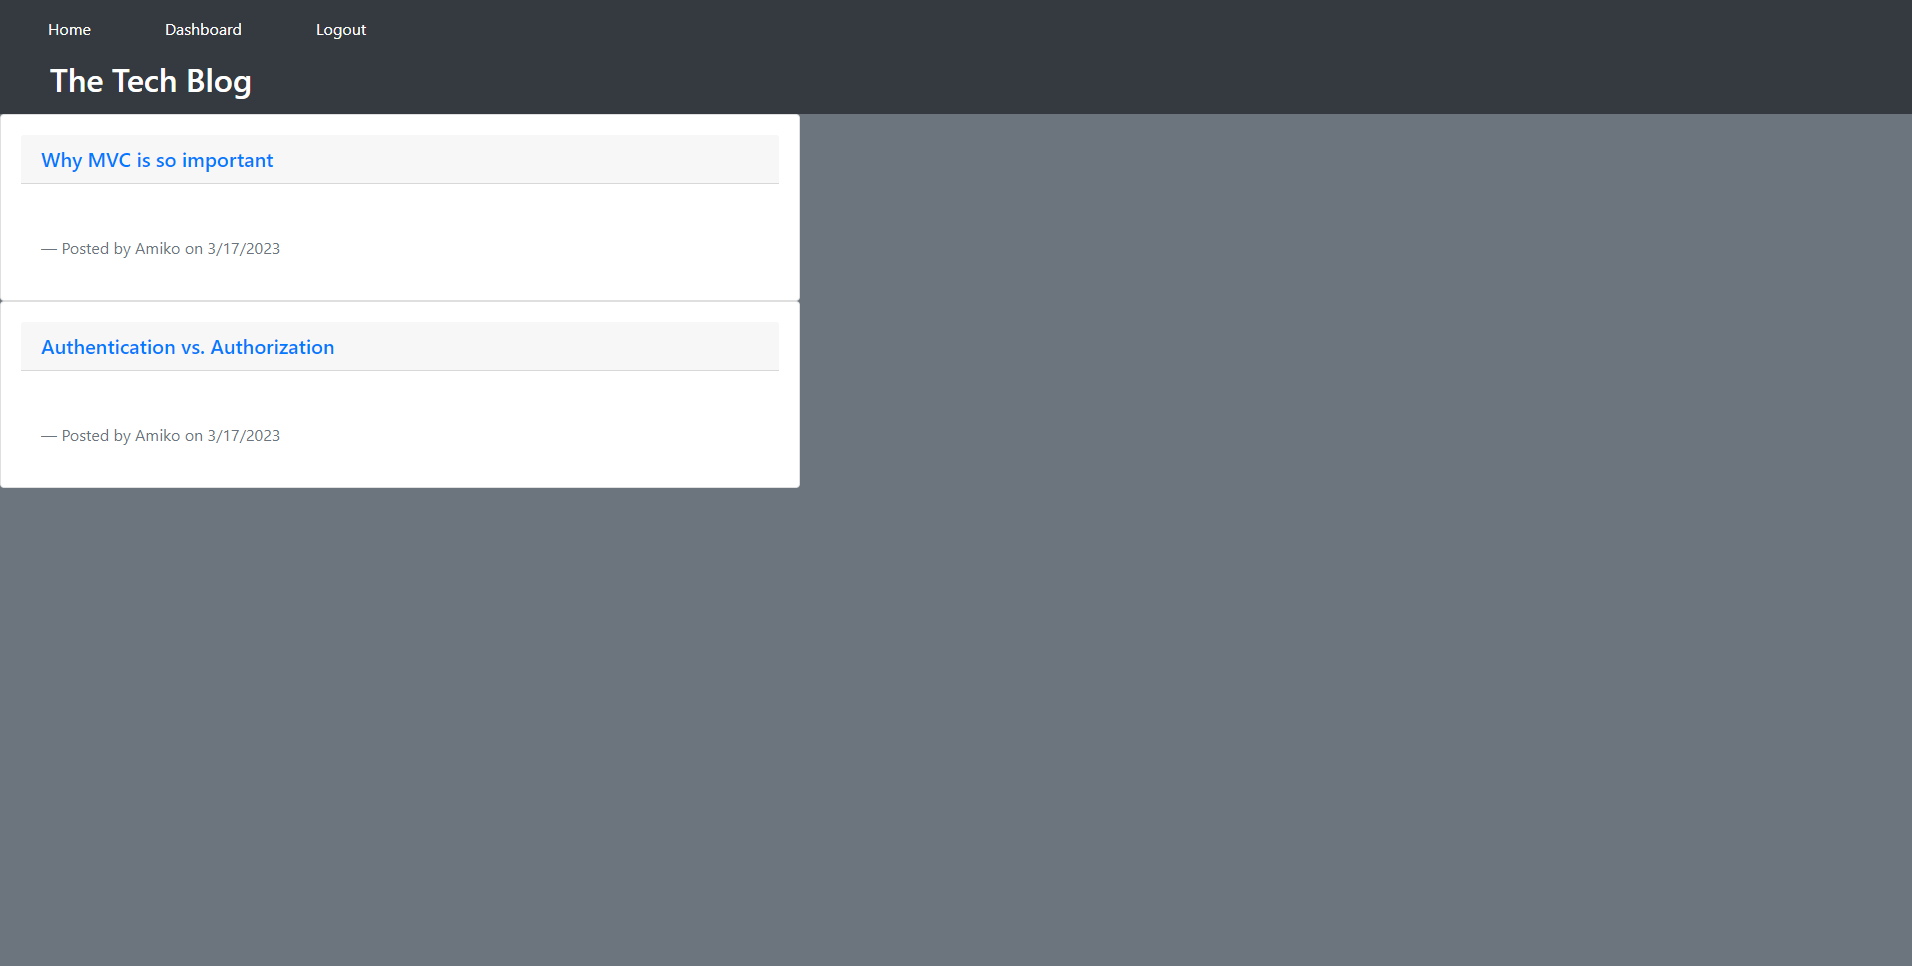 Home Dashboard Logout
The Tech Blog
Why MVC is so important
— Posted by Amiko on 3/17/2023
Authentication vs. Authorization
— Posted by Amiko on 3/17/2023